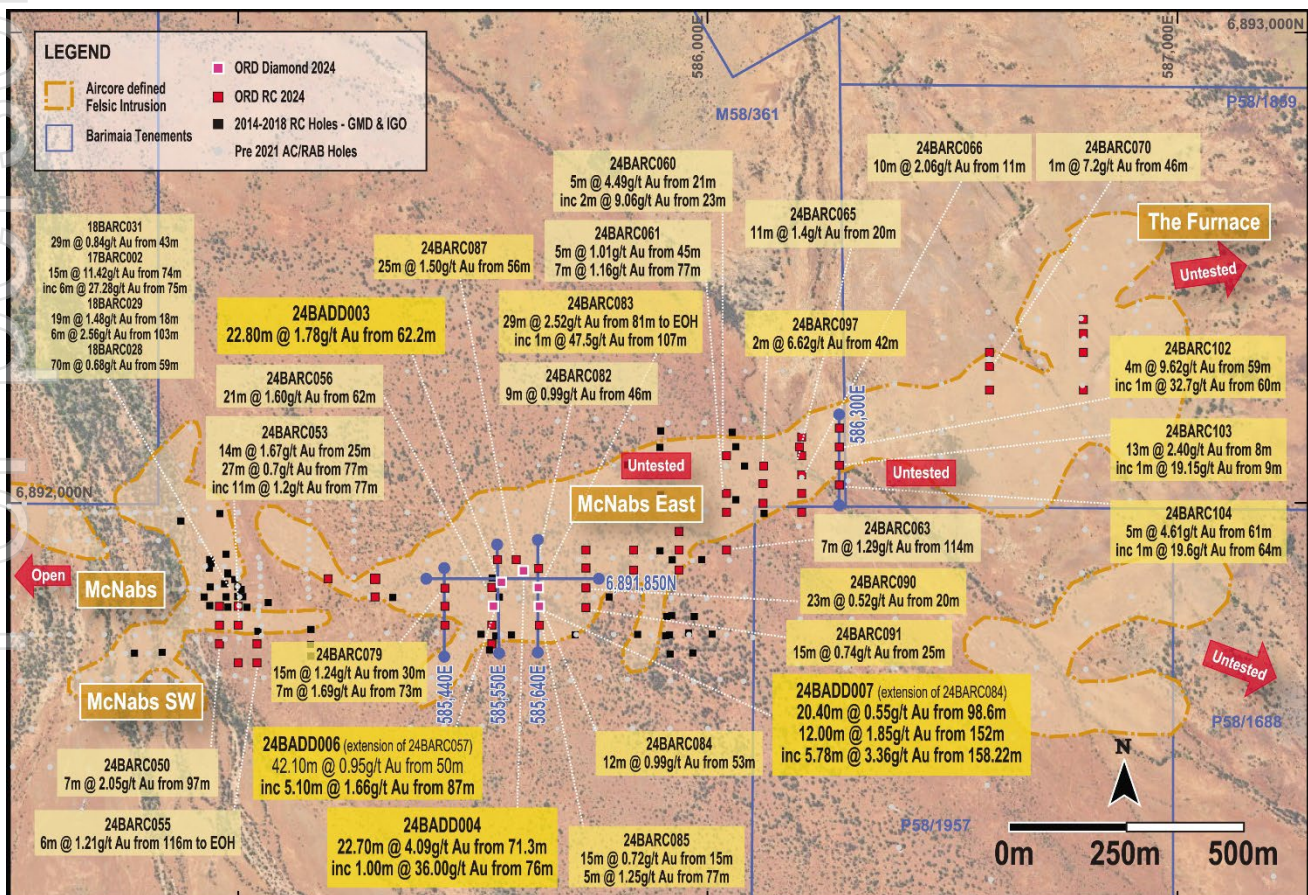 LEGEND
Aircore defined
Felsic Intrusion
Barimaia Tenements
ORD Diamond 2024
ORD RC 2024
2014-2018 RC Holes - GMD & IGO
Pre 2021 AC/RAB Holes
586,000E
587,000E
6,893,000N
M58/361
P58/1889
24BARC060
5m @ 4.49g/t Au from 21m
inc 2m @ 9.06g/t Au from 23m
24BARC066
10m @ 2.06g/t Au from 11m
24BARC070
1m @ 7.2g/t Au from 46m
24BARC065
11m @ 1.4g/t Au from 20m
The Furnace
Untested
18BARC031
29m @ 0.84g/t Au from 43m
17BARC002
15m @ 11.42g/t Au from 74m
inc 6m @ 27.28g/t Au from 75m
18BARC029
19m @ 1.48g/t Au from 18m
6m @ 2.56g/t Au from 103m
18BARC028
70m @ 0.68g/t Au from 59m
24BARC087
25m @ 1.50g/t Au from 56m
24BARC061
5m @ 1.01g/t Au from 45m
7m @ 1.16g/t Au from 77m
24BADD003
22.80m @ 1.78g/t Au from 62.2m
24BARC083
29m @ 2.52g/t Au from 81m to EOH
inc 1m @ 47.5g/t Au from 107m
24BARC097
2m @ 6.62g/t Au from 42m
24BARC102
4m @ 9.62g/t Au from 59m
inc 1m @ 32.7g/t Au from 60m
24BARC056
21m @ 1.60g/t Au from 62m
24BARC082
9m @ 0.99g/t Au from 46m
586,300E
24BARC053
14m @ 1.67g/t Au from 25m
27m @ 0.7g/t Au from 77m
inc 11m @ 1.2g/t Au from 77m
24BARC103
13m @ 2.40g/t Au from 8m
inc 1m @ 19.15g/t Au from 9m
Untested
Untested
6,892,000N
McNabs East
24BARC104
5m @ 4.61g/t Au from 61m
inc 1m @ 19.6g/t Au from 64m
24BARC063
7m @ 1.29g/t Au from 114m
Open
McNabs
6,891,850N
24BARC090
23m @ 0.52g/t Au from 20m
24BARC091
15m @ 0.74g/t Au from 25m
24BARC079
15m @ 1.24g/t Au from 30m
7m @ 1.69g/t Au from 73m
585,440E
585,550E
585,640E
Untested
McNabs SW
24BADD007 (extension of 24BARC084)
20.40m @ 0.55g/t Au from 98.6m
12.00m @ 1.85g/t Au from 152m
inc 5.78m @ 3.36g/t Au from 158.22m
P58/1688
24BADD006 (extension of 24BARC057)
42.10m @ 0.95g/t Au from 50m
inc 5.10m @ 1.66g/t Au from 87m
24BARC084
12m @ 0.99g/t Au from 53m
24BARC050
7m @ 2.05g/t Au from 97m
N
24BARC055
6m @ 1.21g/t Au from 116m to EOH
24BADD004
22.70m @ 4.09g/t Au from 71.3m
inc 1.00m @ 36.00g/t Au from 76m
24BARC085
15m @ 0.72g/t Au from 15m
5m @ 1.25g/t Au from 77m
P58/1957
0m
250m
500m